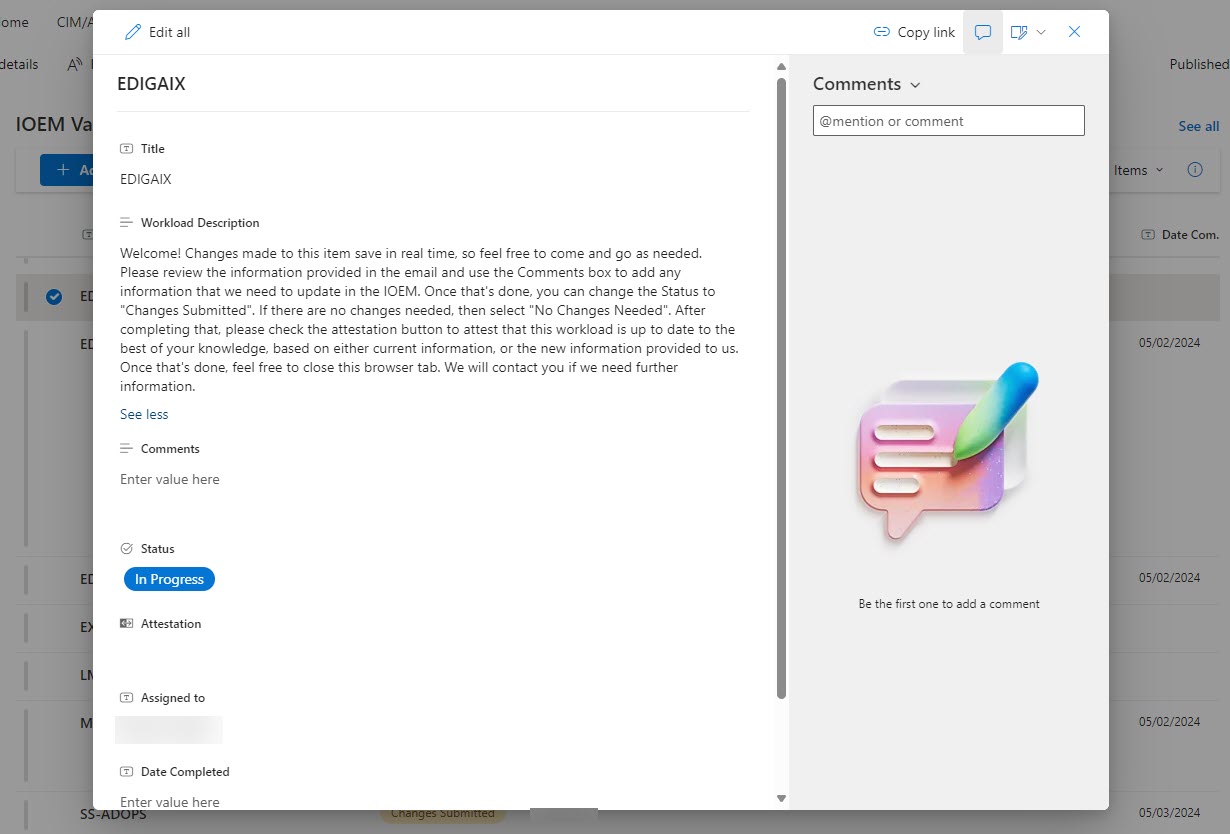 ome
CIM/A
details
Published
IOEM Va
See all
Items
Date Com.
ED
ED
05/02/2024
ED
05/02/2024
EX
LM
M
05/02/2024
SS-ADOPS
Changes Submitted
05/03/2024
Edit all
Copy link
EDIGAIX
Title
EDIGAIX
Workload Description
Welcome! Changes made to this item save in real time, so feel free to come and go as needed.
Please review the information provided in the email and use the Comments box to add any
information that we need to update in the IOEM. Once that's done, you can change the Status to
"Changes Submitted". If there are no changes needed, then select "No Changes Needed". After
completing that, please check the attestation button to attest that this workload is up to date to the
best of your knowledge, based on either current information, or the new information provided to us.
Once that's done, feel free to close this browser tab. We will contact you if we need further
information.
See less
Comments
Enter value here
Status
In Progress
Attestation
Assigned to
Date Completed
Enter value here
Comments
@mention or comment
Be the first one to add a comment